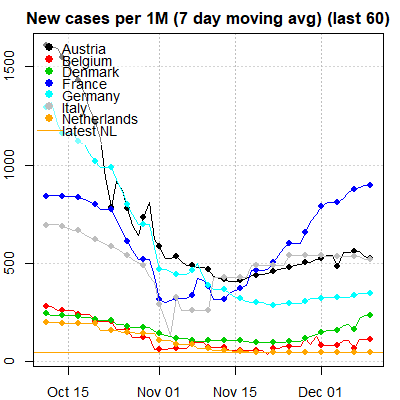 New cases per 1M (7 day moving avg) (last 60)
Austria
Belgium
Denmark
France
Germany
Italy
Netherlands
latest NL
1500
1000
500
0
Oct 15
Nov 01
Nov 15
Dec 01